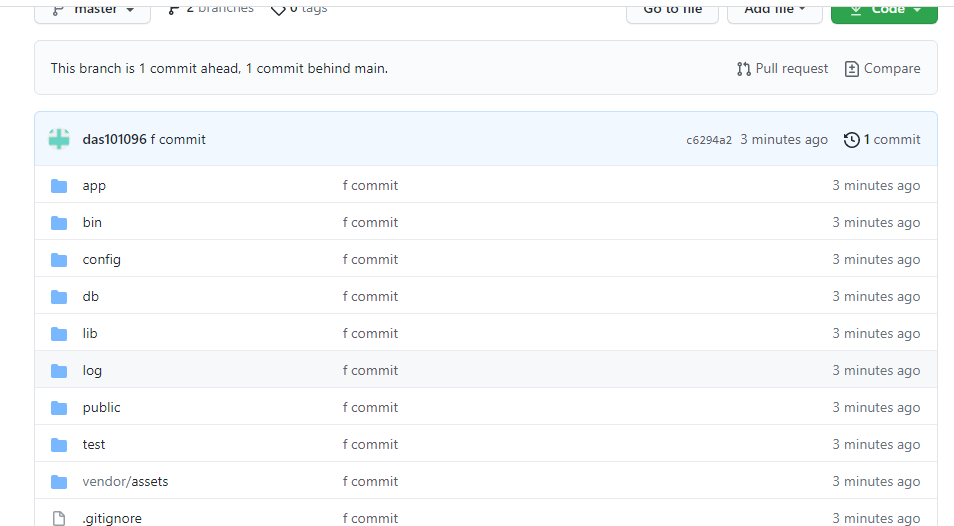 master 2 branches 0 tags Go to file Add file Code
This branch is 1 commit ahead, 1 commit behind main. Pull request Compare
das101096 f commit c6294a2 3 minutes ago 1 commit
app f commit 3 minutes ago
bin f commit 3 minutes ago
config f commit 3 minutes ago
db f commit 3 minutes ago
lib f commit 3 minutes ago
log f commit 3 minutes ago
public f commit 3 minutes ago
test f commit 3 minutes ago
vendor/assets f commit 3 minutes ago
.gitignore f commit 3 minutes ago